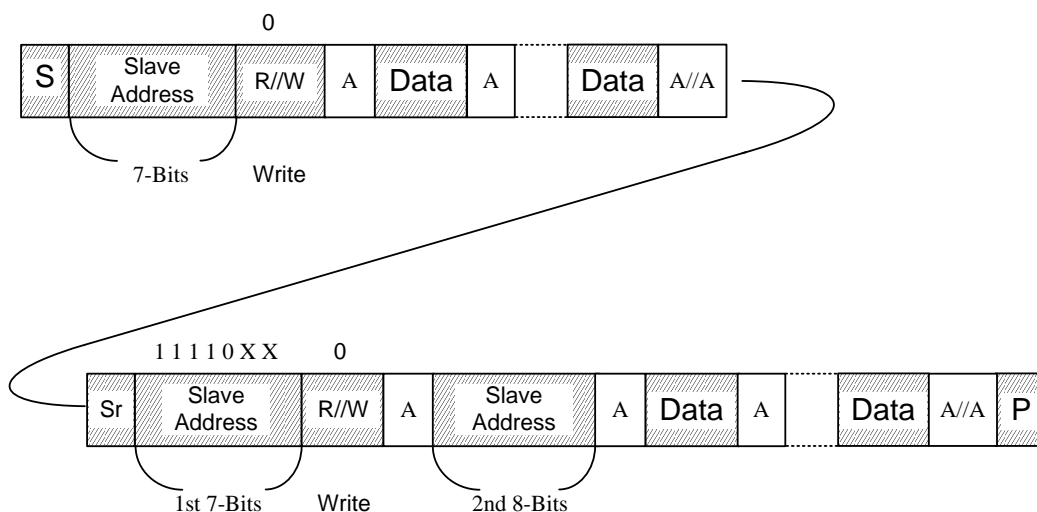 0
S Slave Address R//W A Data A Data A//A
7-Bits Write
1 1 1 1 0 X X 0
Sr Slave Address R//W A Slave Address A Data A Data A//A P
1st 7-Bits Write 2nd 8-Bits